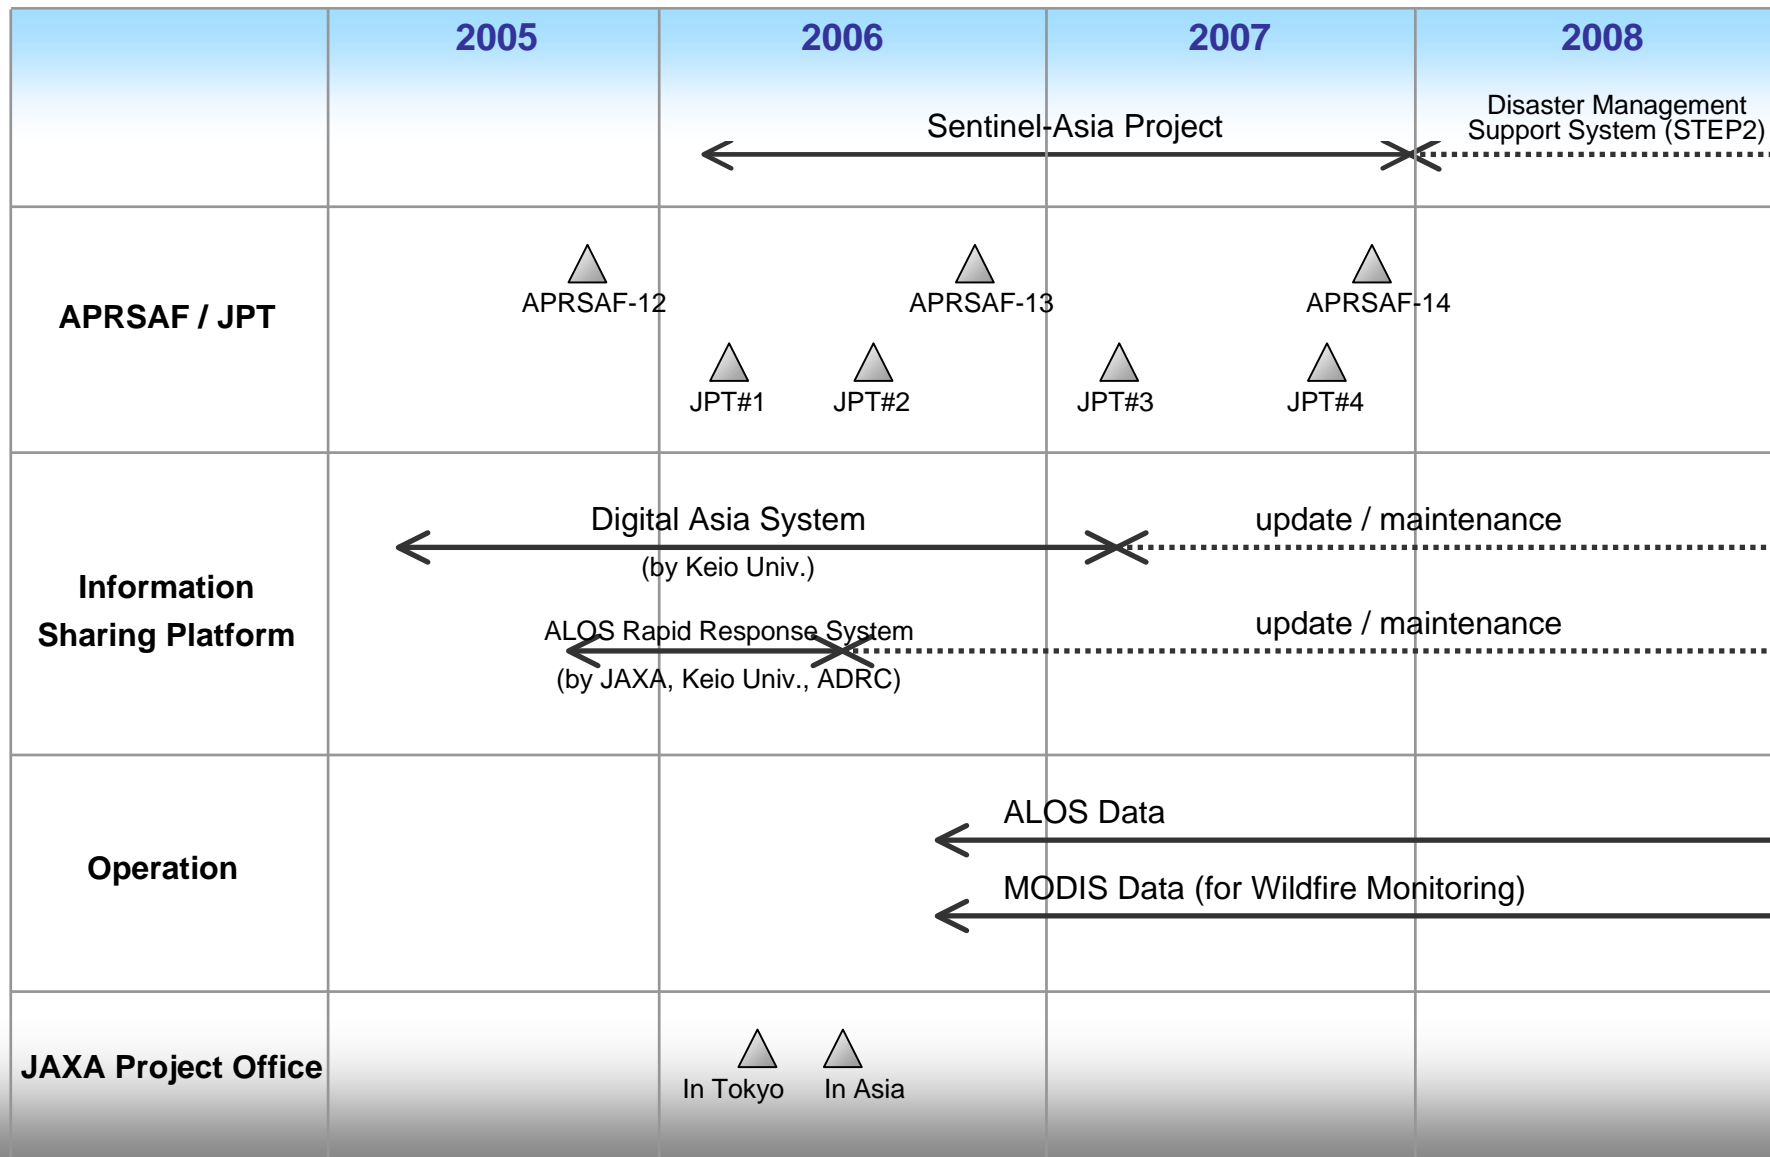 2005 2006 2007 2008
Disaster Management
Support System (STEP2)
Sentinel-Asia Project
APRSAF / JPT
APRSAF-12 APRSAF-13 APRSAF-14
JPT#1 JPT#2 JPT#3 JPT#4
Information
Sharing Platform
Digital Asia System update / maintenance
(by Keio Univ.)
ALOS Rapid Response System update / maintenance
(by JAXA, Keio Univ., ADRC)
Operation
ALOS Data
MODIS Data (for Wildfire Monitoring)
JAXA Project Office
In Tokyo In Asia